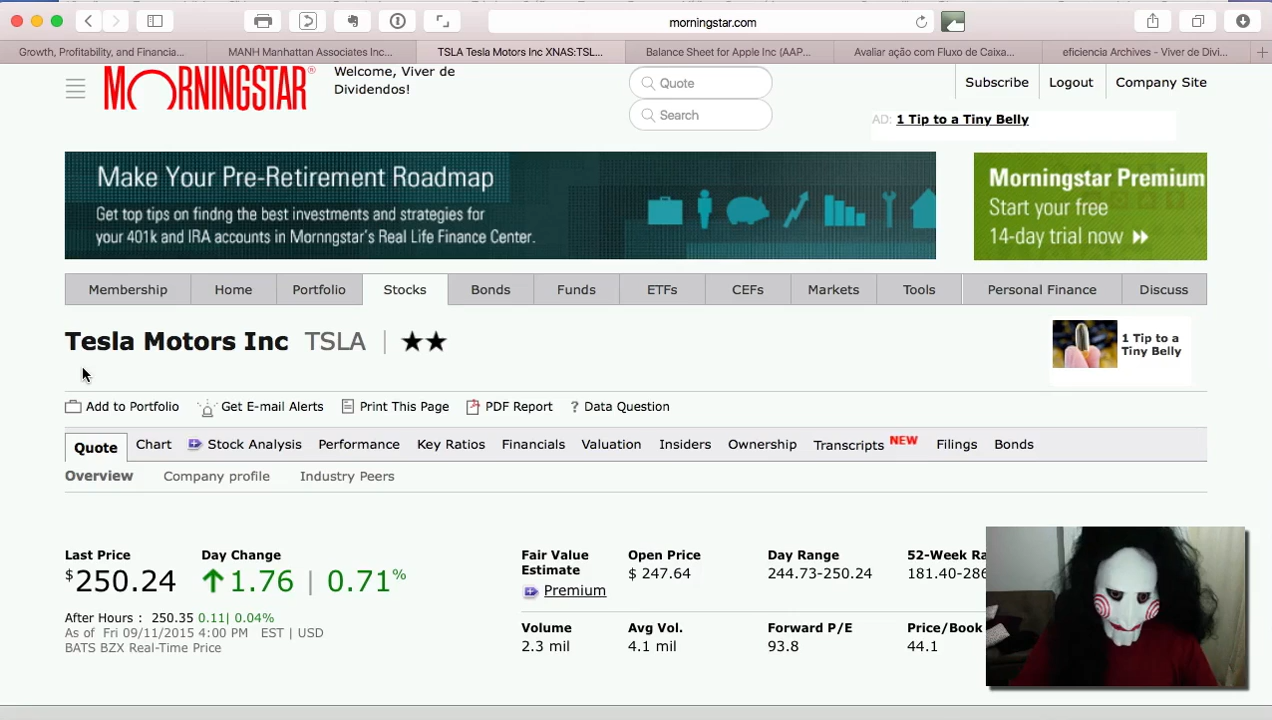 morningstar.com
Growth, Profitability, and Financia...
MANH Manhattan Associates Inc...
TSLA Tesla Motors Inc XNAS:TSL...
Balance Sheet for Apple Inc (AAP...
Avaliar ação com Fluxo de Caixa...
eficiencia Archives - Viver de Divi...
MORNINGSTAR®
Welcome, Viver de
Dividendos!
Quote
Search
Subscribe
Logout
Company Site
AD: 1 Tip to a Tiny Belly
Make Your Pre-Retirement Roadmap
Get top tips on findng the best investments and strategies for
your 401k and IRA accounts in Mornngstar's Real Life Finance Center.
Morningstar Premium
Start your free
14-day trial now
Membership
Home
Portfolio
Stocks
Bonds
Funds
ETFs
CEFs
Markets
Tools
Personal Finance
Discuss
Tesla Motors Inc TSLA | ★★
1 Tip to a
Tiny Belly
Add to Portfolio
Get E-mail Alerts
Print This Page
PDF Report
? Data Question
Quote
Chart
Stock Analysis
Performance
Key Ratios
Financials
Valuation
Insiders
Ownership
Transcripts NEW
Filings
Bonds
Overview
Company profile
Industry Peers
Last Price
$250.24
Day Change
1.76 | 0.71%
After Hours : 250.35 0.11| 0.04%
As of Fri 09/11/2015 4:00 PM EST | USD
BATS BZX Real-Time Price
Fair Value
Estimate
Premium
Open Price
$ 247.64
Day Range
244.73-250.24
52-Week Ra
181.40-286
Volume
2.3 mil
Avg Vol.
4.1 mil
Forward P/E
93.8
Price/Book
44.1